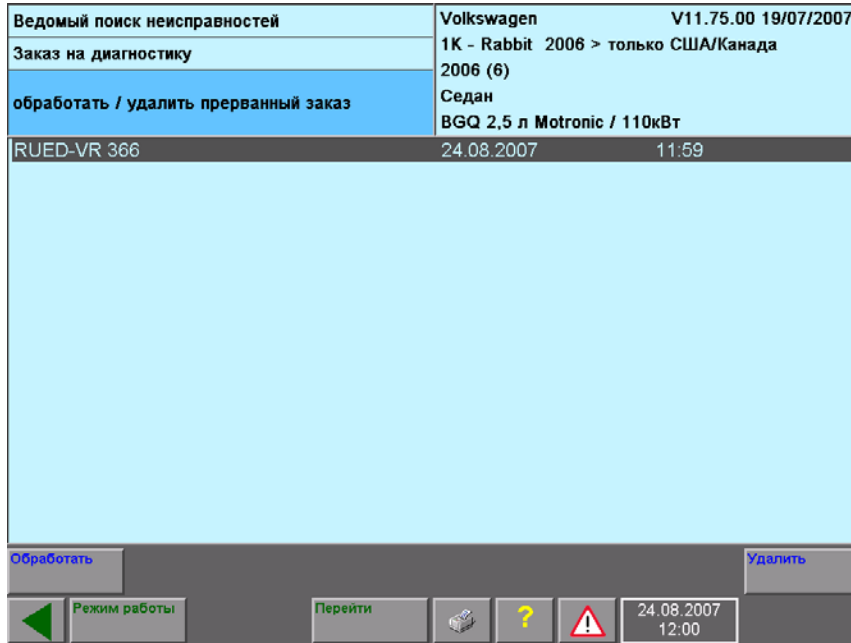 Ведомый поиск неисправностей
Заказ на диагностику
обработать / удалить прерванный заказ
Volkswagen V11.75.00 19/07/2007
1K - Rabbit 2006 > только США/Канада
2006 (6)
Седан
BGQ 2,5 л Motronic / 110кВт
RUED-VR 366 24.08.2007 11:59
Обработать
Удалить
Режим работы
Перейти
?
24.08.2007
12:00